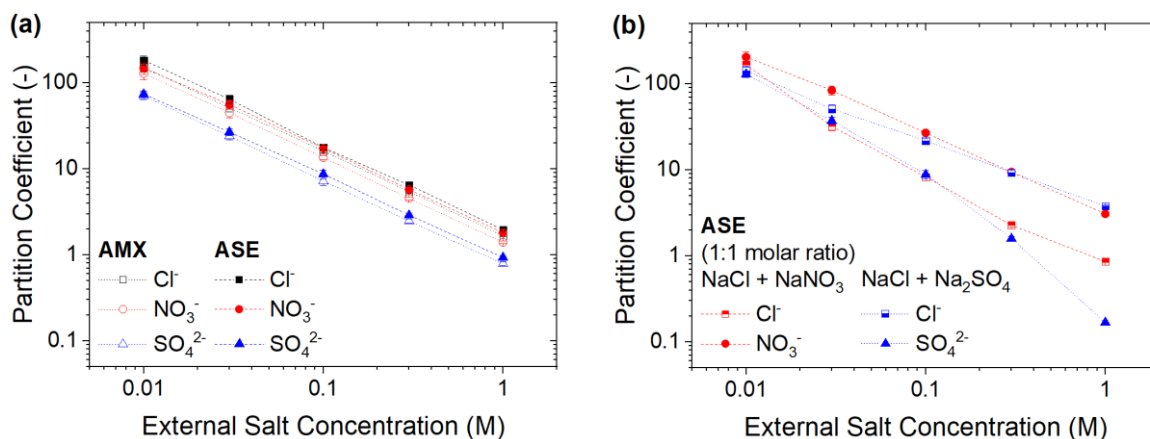 (a)
Partition Coefficient (-)
100
10
1
0.1
AMX ASE
Cl⁻ Cl⁻
NO₃⁻ NO₃⁻
SO₄²⁻ SO₄²⁻
0.01 0.1 1
External Salt Concentration (M)
(b)
Partition Coefficient (-)
100
10
1
0.1
ASE
(1:1 molar ratio)
NaCl + NaNO₃ NaCl + Na₂SO₄
Cl⁻ Cl⁻
NO₃⁻ SO₄²⁻
0.01 0.1 1
External Salt Concentration (M)